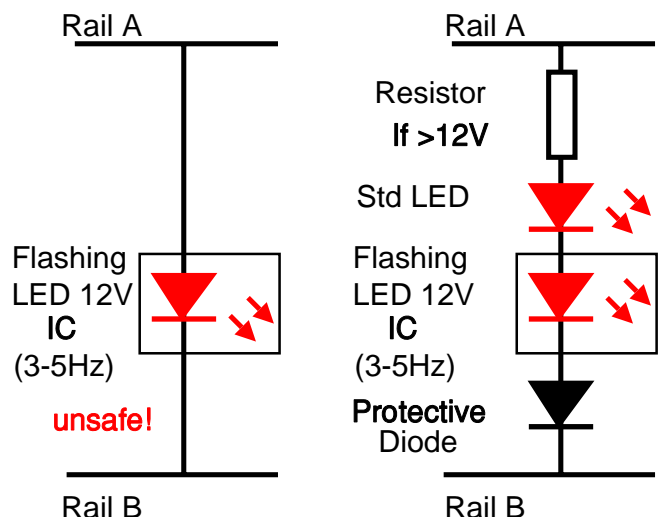 Rail A
Flashing
LED 12V
IC
(3-5Hz)
unsafe!
Rail B
Rail A
Resistor
If >12V
Std LED
Flashing
LED 12V
IC
(3-5Hz)
Protective
Diode
Rail B